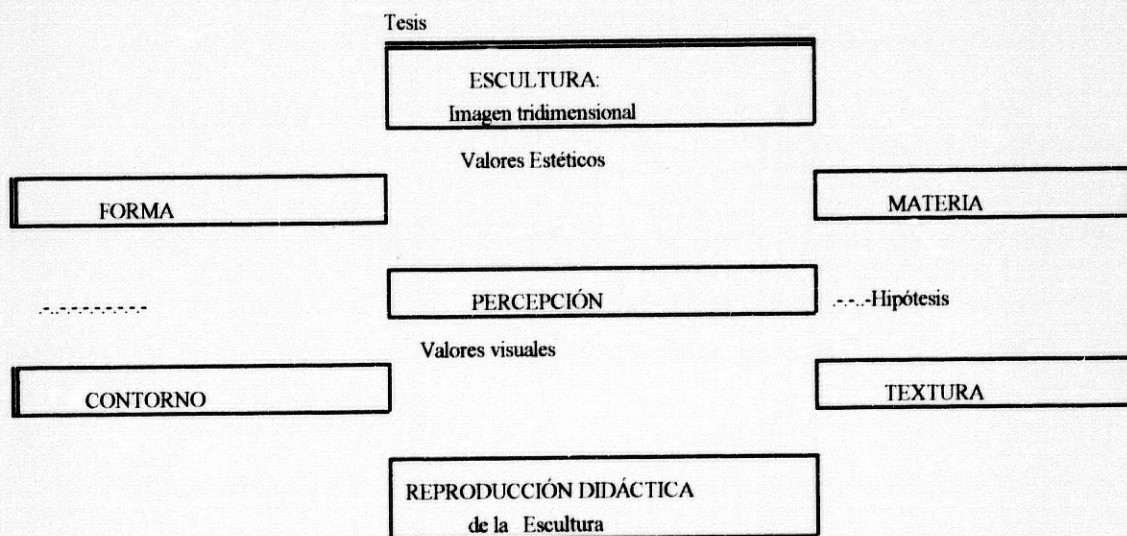 Tesis
ESCULTURA:
Imagen tridimensional
Valores Estéticos
FORMA
MATERIA
PERCEPCIÓN
.-..-.-.-.-.-.-.-
.-.-..-Hipótesis
Valores visuales
CONTORNO
TEXTURA
REPRODUCCIÓN DIDÁCTICA
de la Escultura